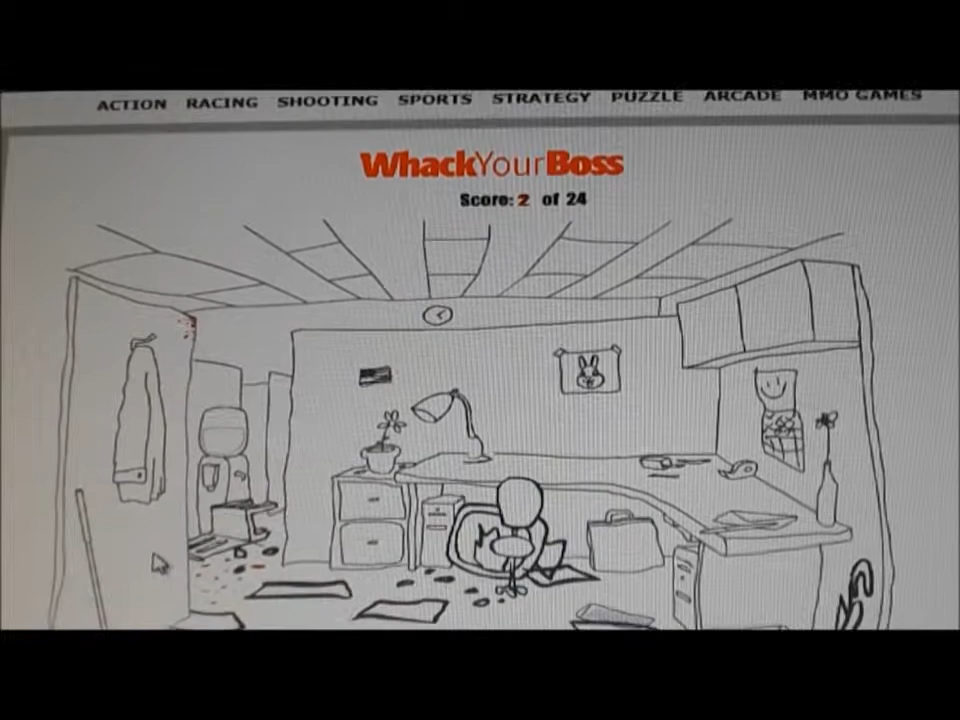 ACTION RACING SHOOTING SPORTS STRATEGY PUZZLE ARCADE MMO GAMES
WhackYourBoss
Score: 2 of 24